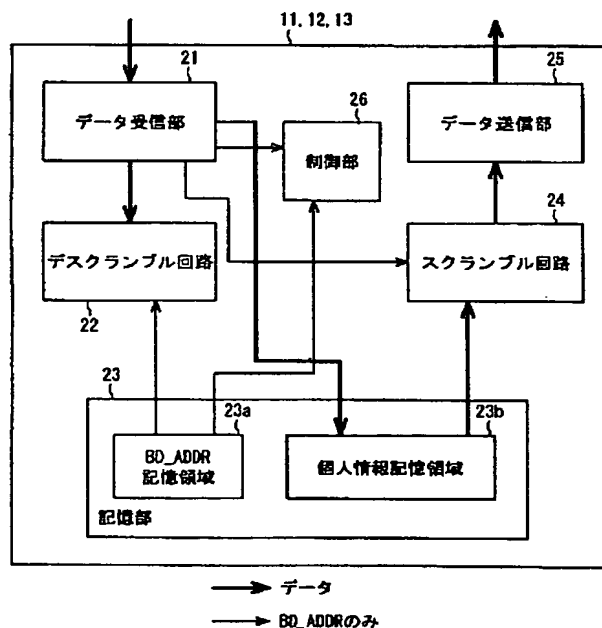 11, 12, 13
21
データ受信部
25
データ送信部
26
制御部
デスクランブル回路
22
24
スクランブル回路
23
23a
BD_ADDR
記憶領域
23b
個人情報記憶領域
記憶部
データ
BD_ADDRのみ